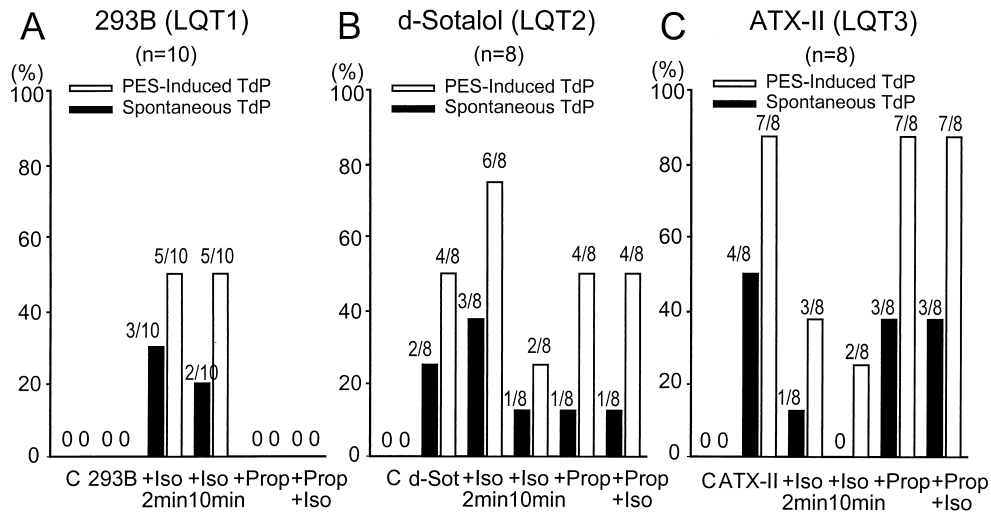 A 293B (LQT1)
(n=10)
(%)
PES-Induced TdP
Spontaneous TdP
100
80
60
40
20
0
0 0 0 0 3/10 5/10 2/10 5/10 0 0 0 0
C 293B +Iso +Iso +Prop +Prop
2min 10min +Iso
B d-Sotalol (LQT2)
(n=8)
(%)
PES-Induced TdP
Spontaneous TdP
100
80
60
40
20
0
0 0 2/8 4/8 3/8 6/8 1/8 2/8 1/8 4/8 1/8 4/8
C d-Sot +Iso +Iso +Prop +Prop
2min 10min +Iso
C ATX-II (LQT3)
(n=8)
(%)
PES-Induced TdP
Spontaneous TdP
100
80
60
40
20
0
0 0 4/8 7/8 1/8 3/8 0 2/8 3/8 7/8 3/8 7/8
C ATX-II +Iso +Iso +Prop +Prop
2min 10min +Iso